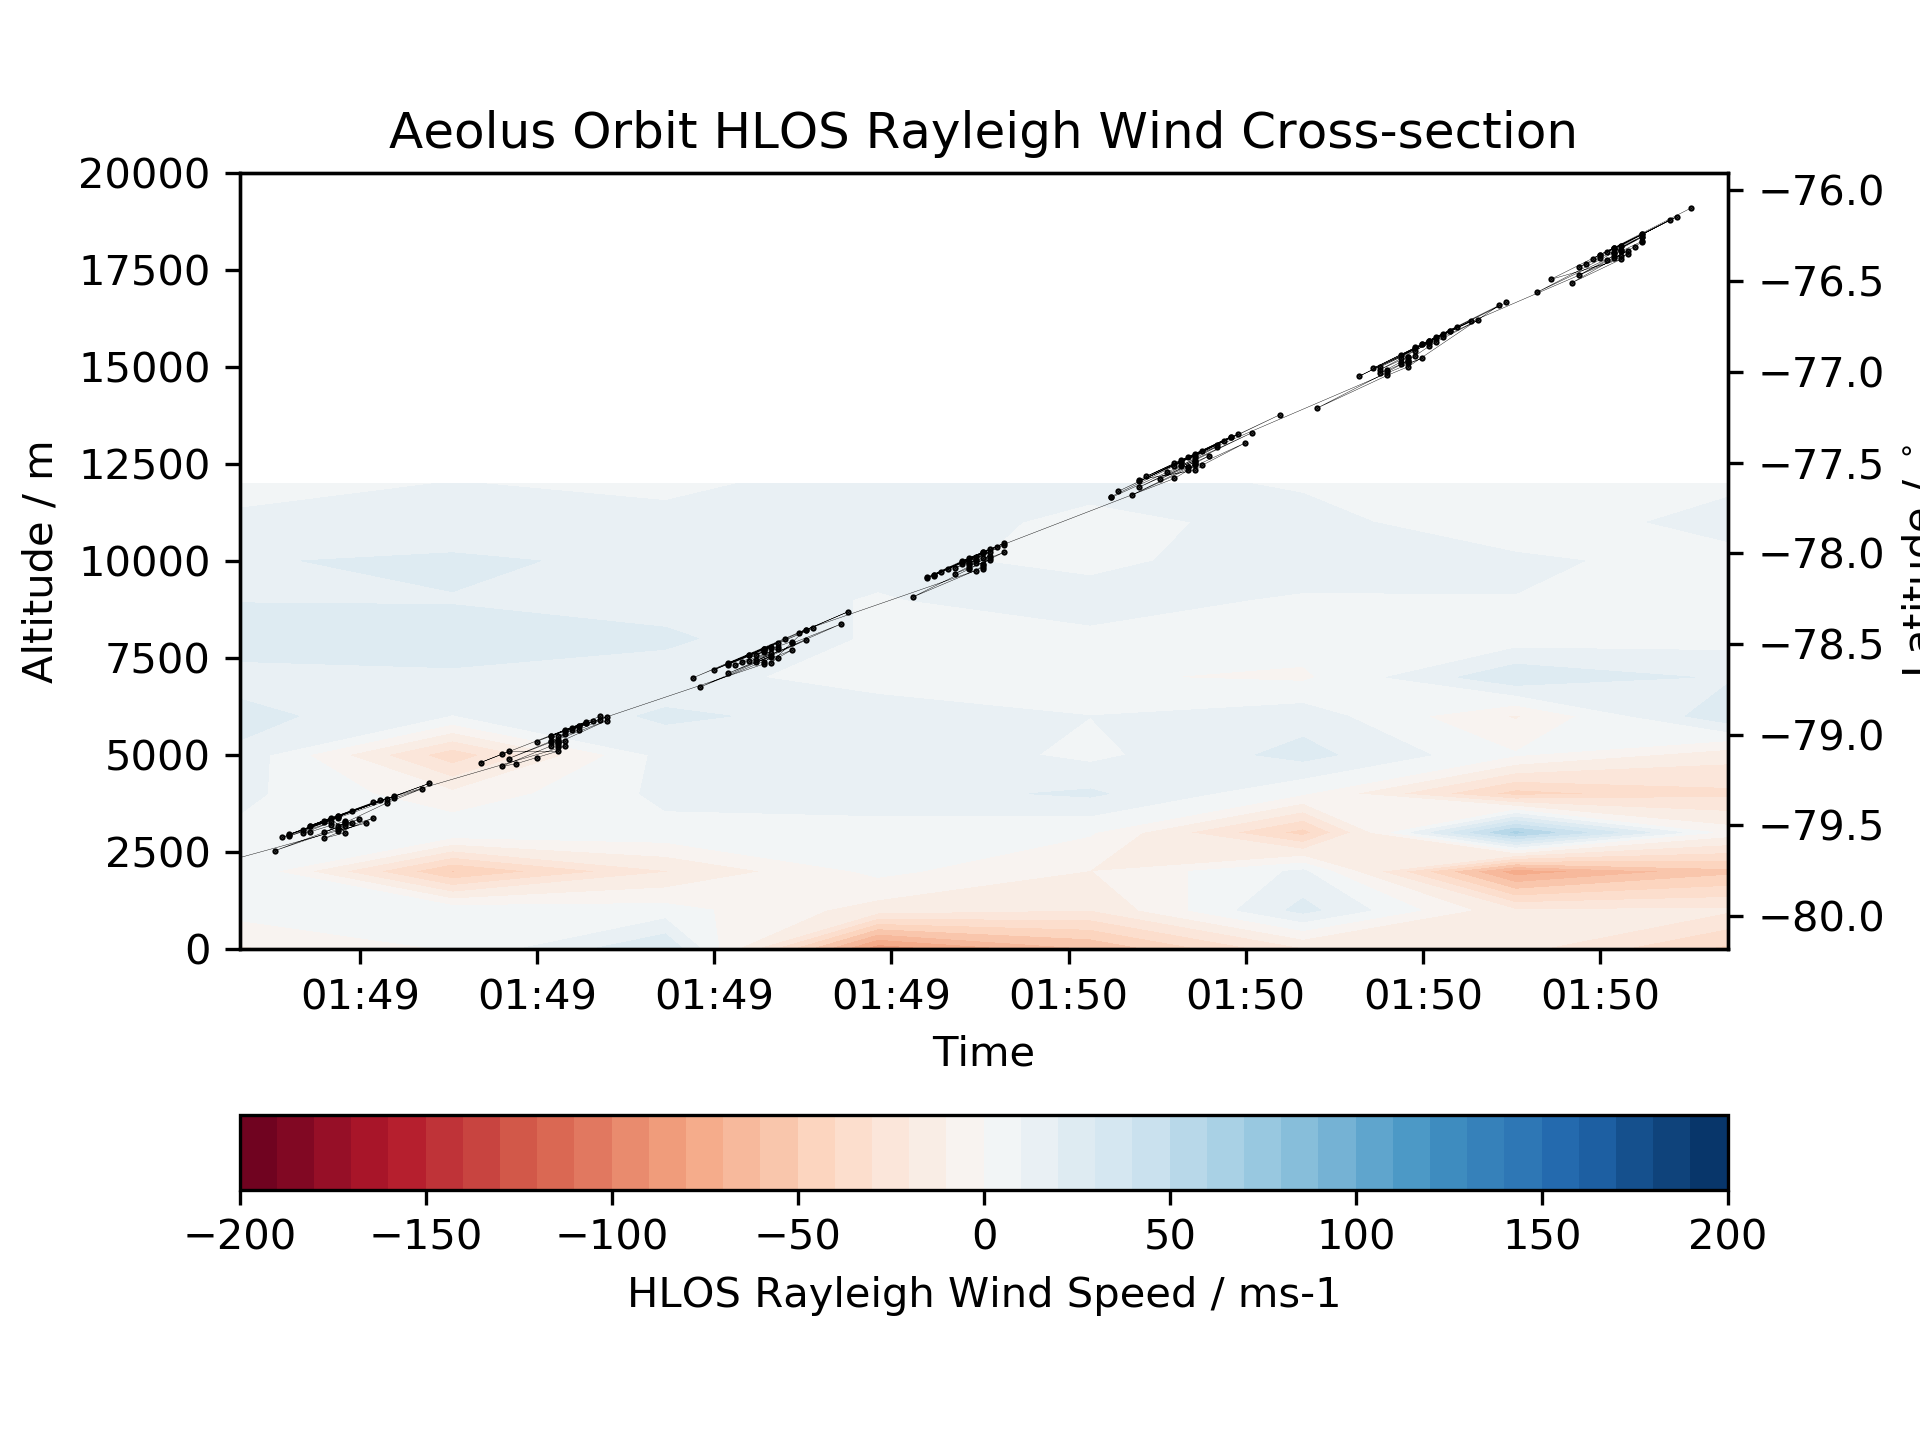 Aeolus Orbit HLOS Rayleigh Wind Cross-section
20000
17500
15000
12500
10000
7500
5000
2500
0
Altitude / m
−76.0
−76.5
−77.0
−77.5
−78.0
−78.5
−79.0
−79.5
−80.0
Latitude / °
01:49 01:49 01:49 01:49 01:50 01:50 01:50 01:50
Time
−200 −150 −100 −50 0 50 100 150 200
HLOS Rayleigh Wind Speed / ms-1